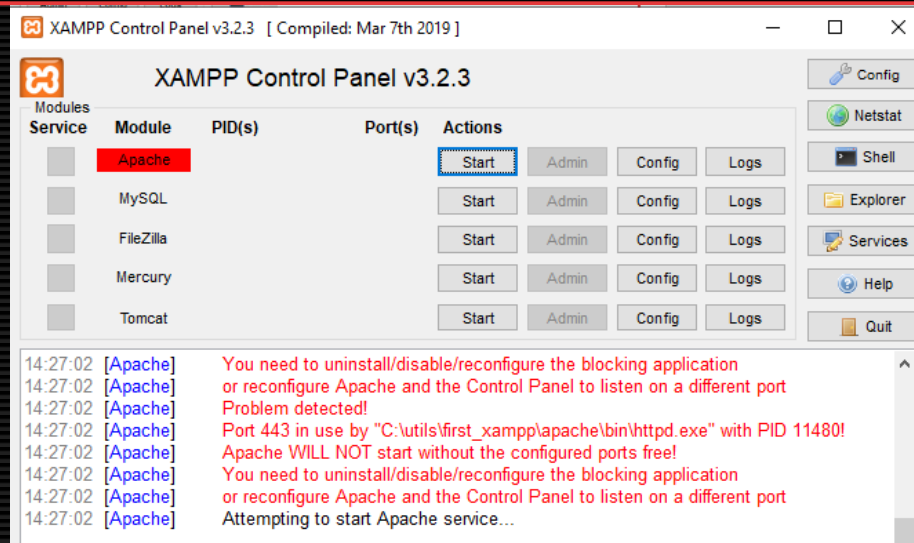 XAMPP Control Panel v3.2.3 [ Compiled: Mar 7th 2019 ]
XAMPP Control Panel v3.2.3
Config
Modules
Netstat
Service Module PID(s) Port(s) Actions
Apache Start Admin Config Logs
Shell
MySQL Start Admin Config Logs
Explorer
FileZilla Start Admin Config Logs
Services
Mercury Start Admin Config Logs
Help
Tomcat Start Admin Config Logs
Quit
14:27:02 [Apache] You need to uninstall/disable/reconfigure the blocking application
14:27:02 [Apache] or reconfigure Apache and the Control Panel to listen on a different port
14:27:02 [Apache] Problem detected!
14:27:02 [Apache] Port 443 in use by "C:\utils\first_xampp\apache\bin\httpd.exe" with PID 11480!
14:27:02 [Apache] Apache WILL NOT start without the configured ports free!
14:27:02 [Apache] You need to uninstall/disable/reconfigure the blocking application
14:27:02 [Apache] or reconfigure Apache and the Control Panel to listen on a different port
14:27:02 [Apache] Attempting to start Apache service...